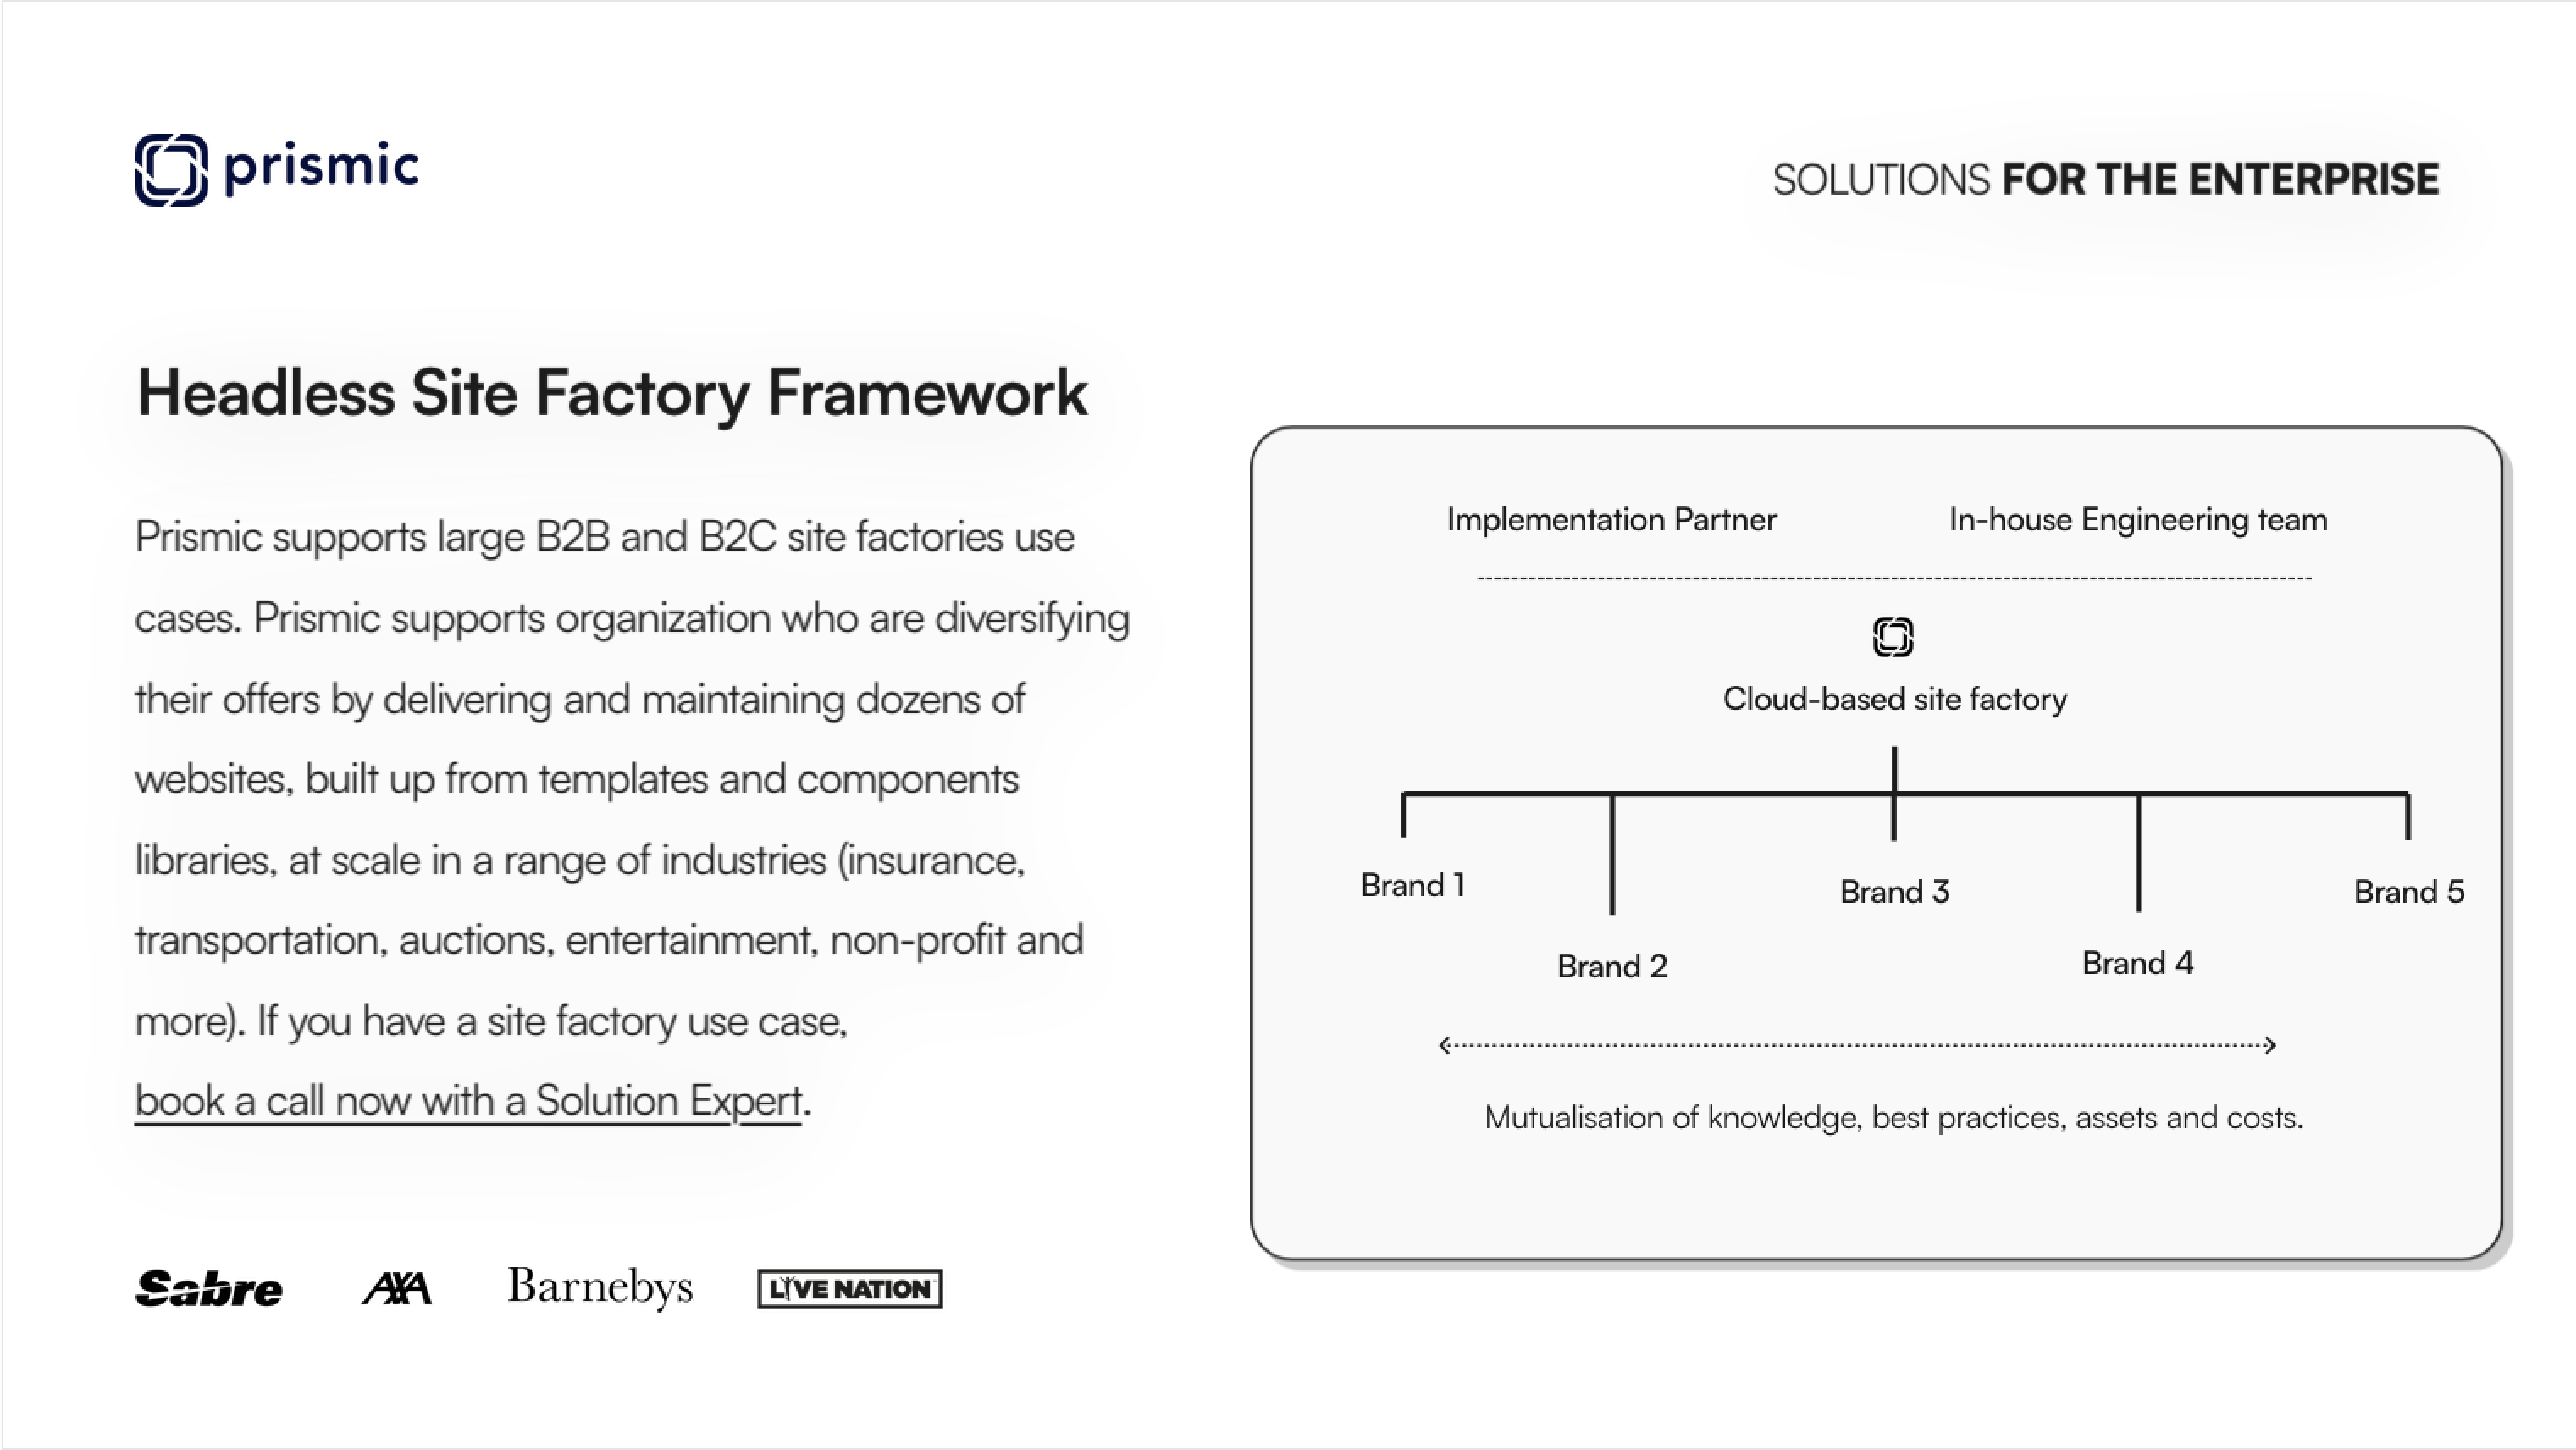 prismic
SOLUTIONS FOR THE ENTERPRISE
Headless Site Factory Framework
Prismic supports large B2B and B2C site factories use
cases. Prismic supports organization who are diversifying
their offers by delivering and maintaining dozens of
websites, built up from templates and components
libraries, at scale in a range of industries (insurance,
transportation, auctions, entertainment, non-profit and
more). If you have a site factory use case,
book a call now with a Solution Expert.
Sabre AXA Barnebys LIVE NATION
Implementation Partner In-house Engineering team
Cloud-based site factory
Brand 1 Brand 3 Brand 5
Brand 2 Brand 4
Mutualisation of knowledge, best practices, assets and costs.